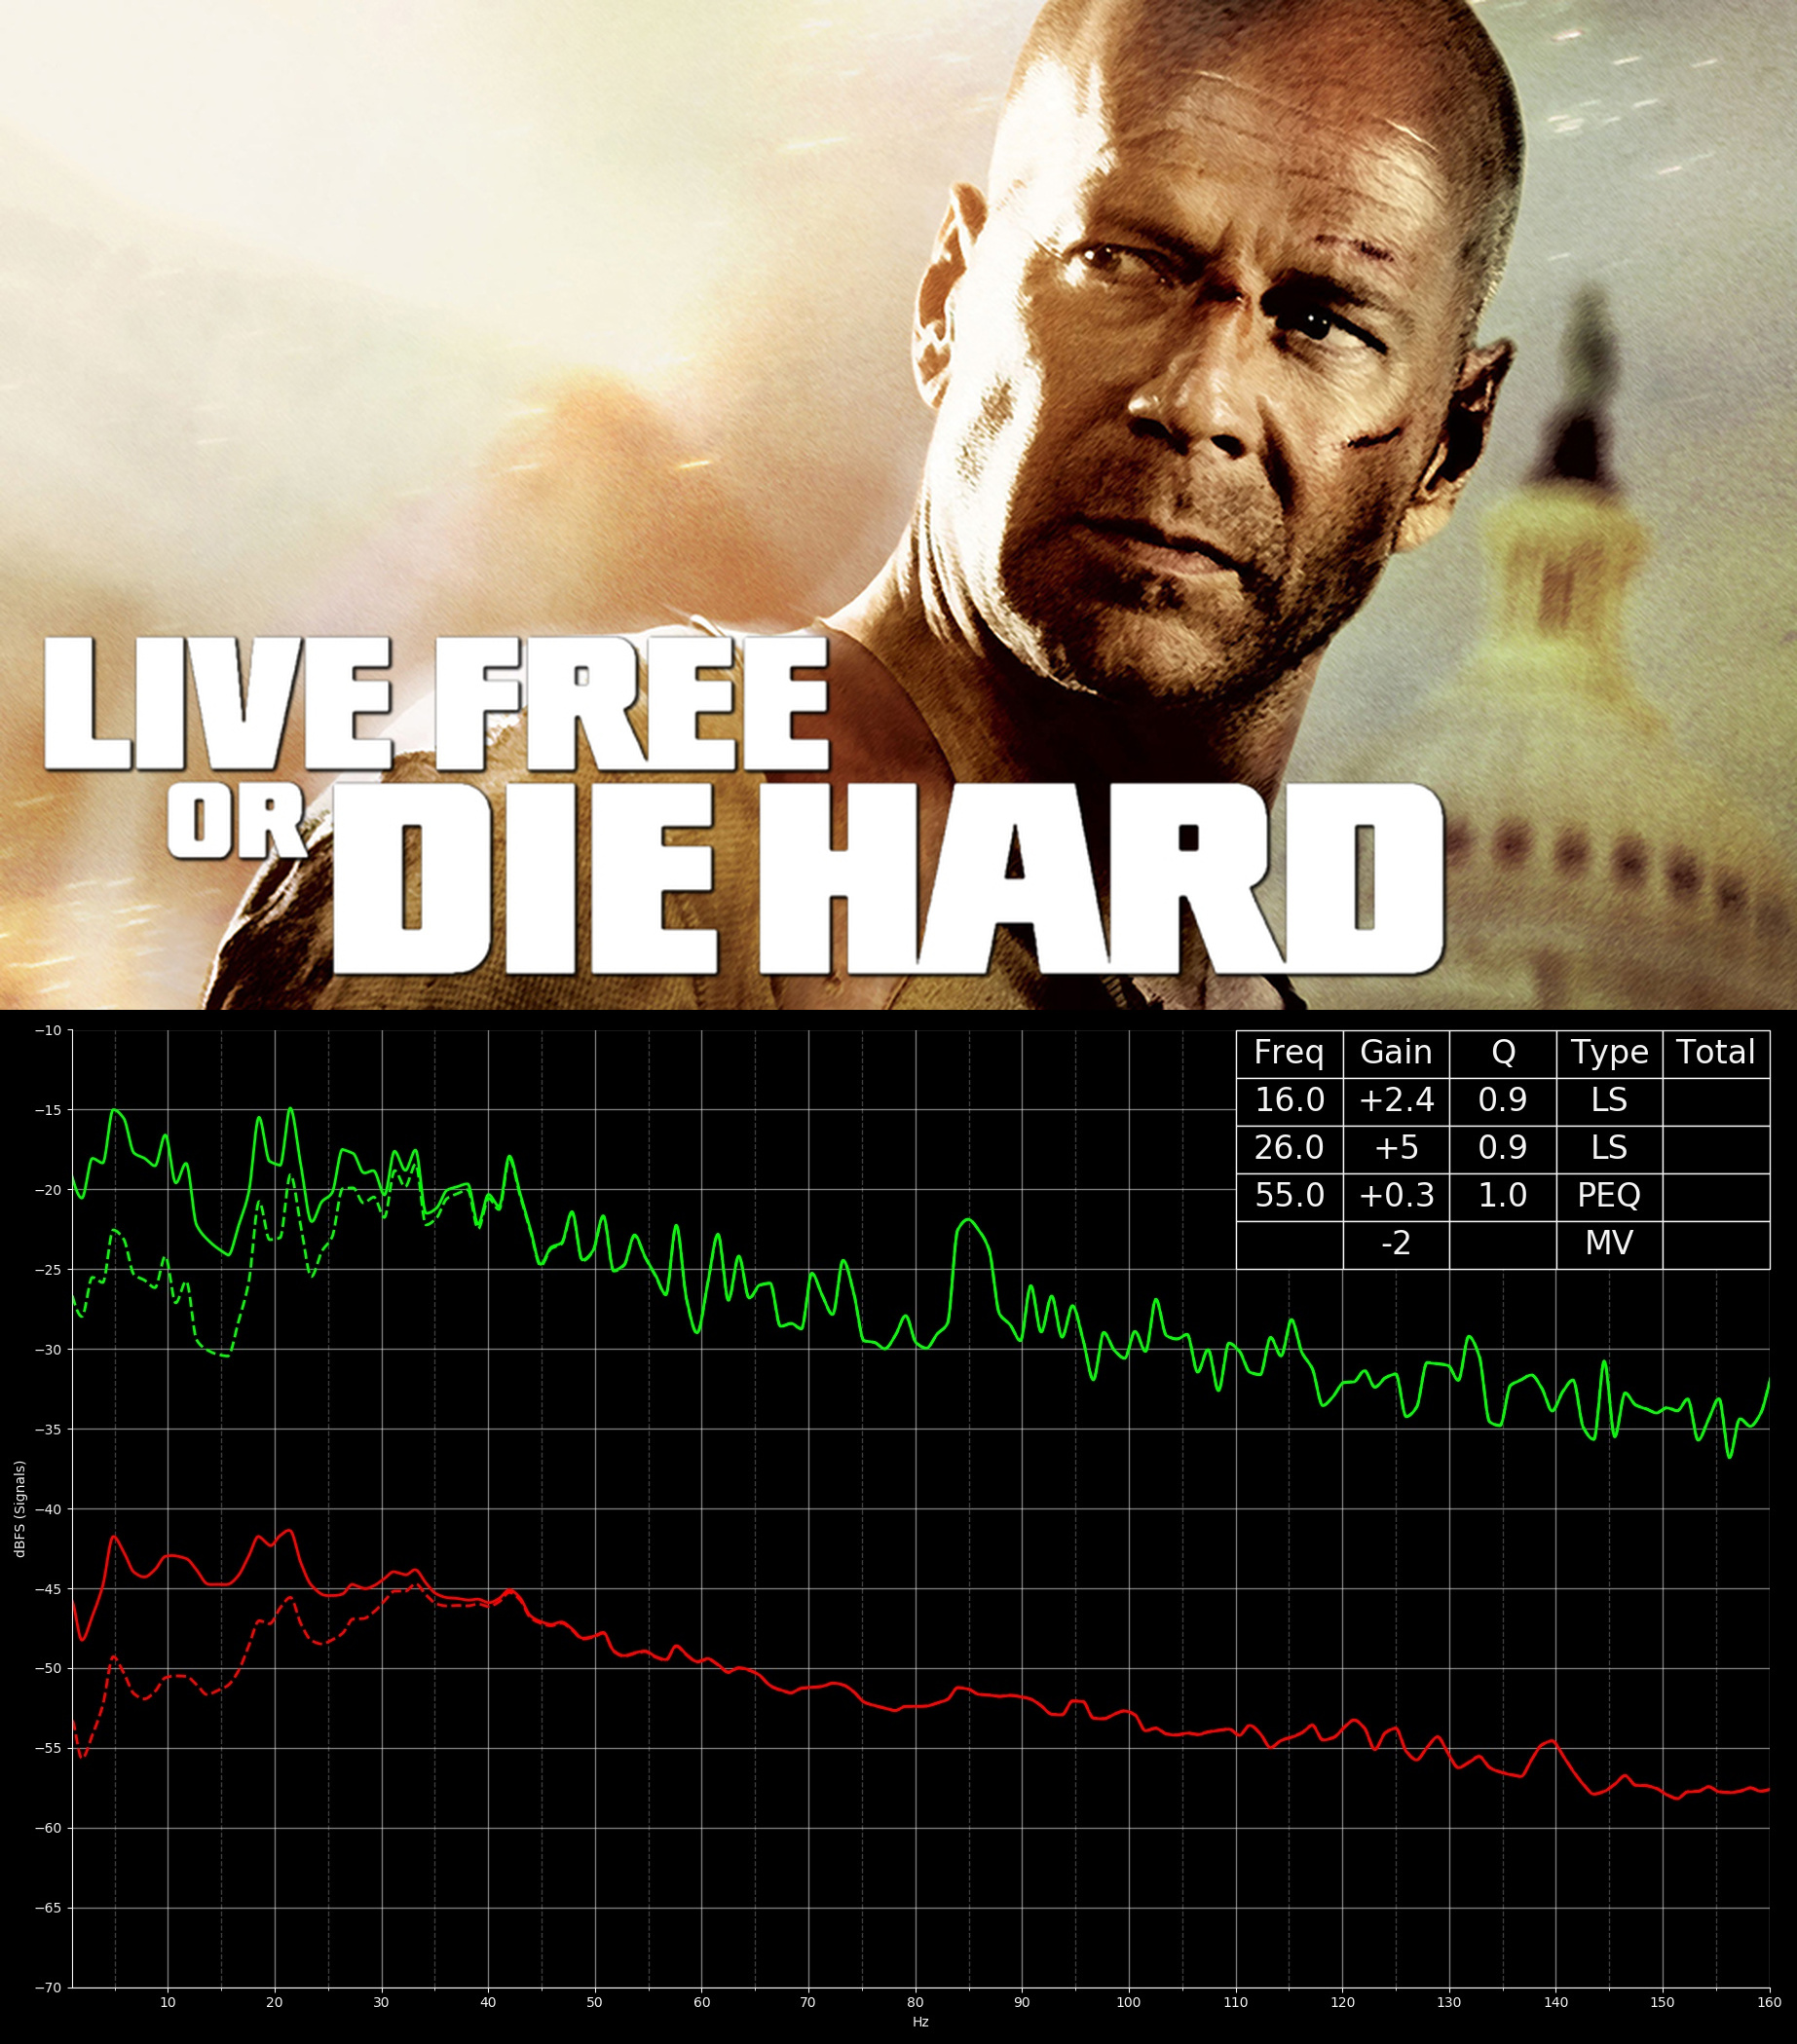 LIVE FREE
OR DIE HARD
Freq Gain Q Type Total
16.0 +2.4 0.9 LS
26.0 +5 0.9 LS
55.0 +0.3 1.0 PEQ
-2 MV
−10
−15
−20
−25
−30
−35
−40
−45
−50
−55
−60
−65
−70
dBFS (Signals)
10 20 30 40 50 60 70 80 90 100 110 120 130 140 150 160
Hz